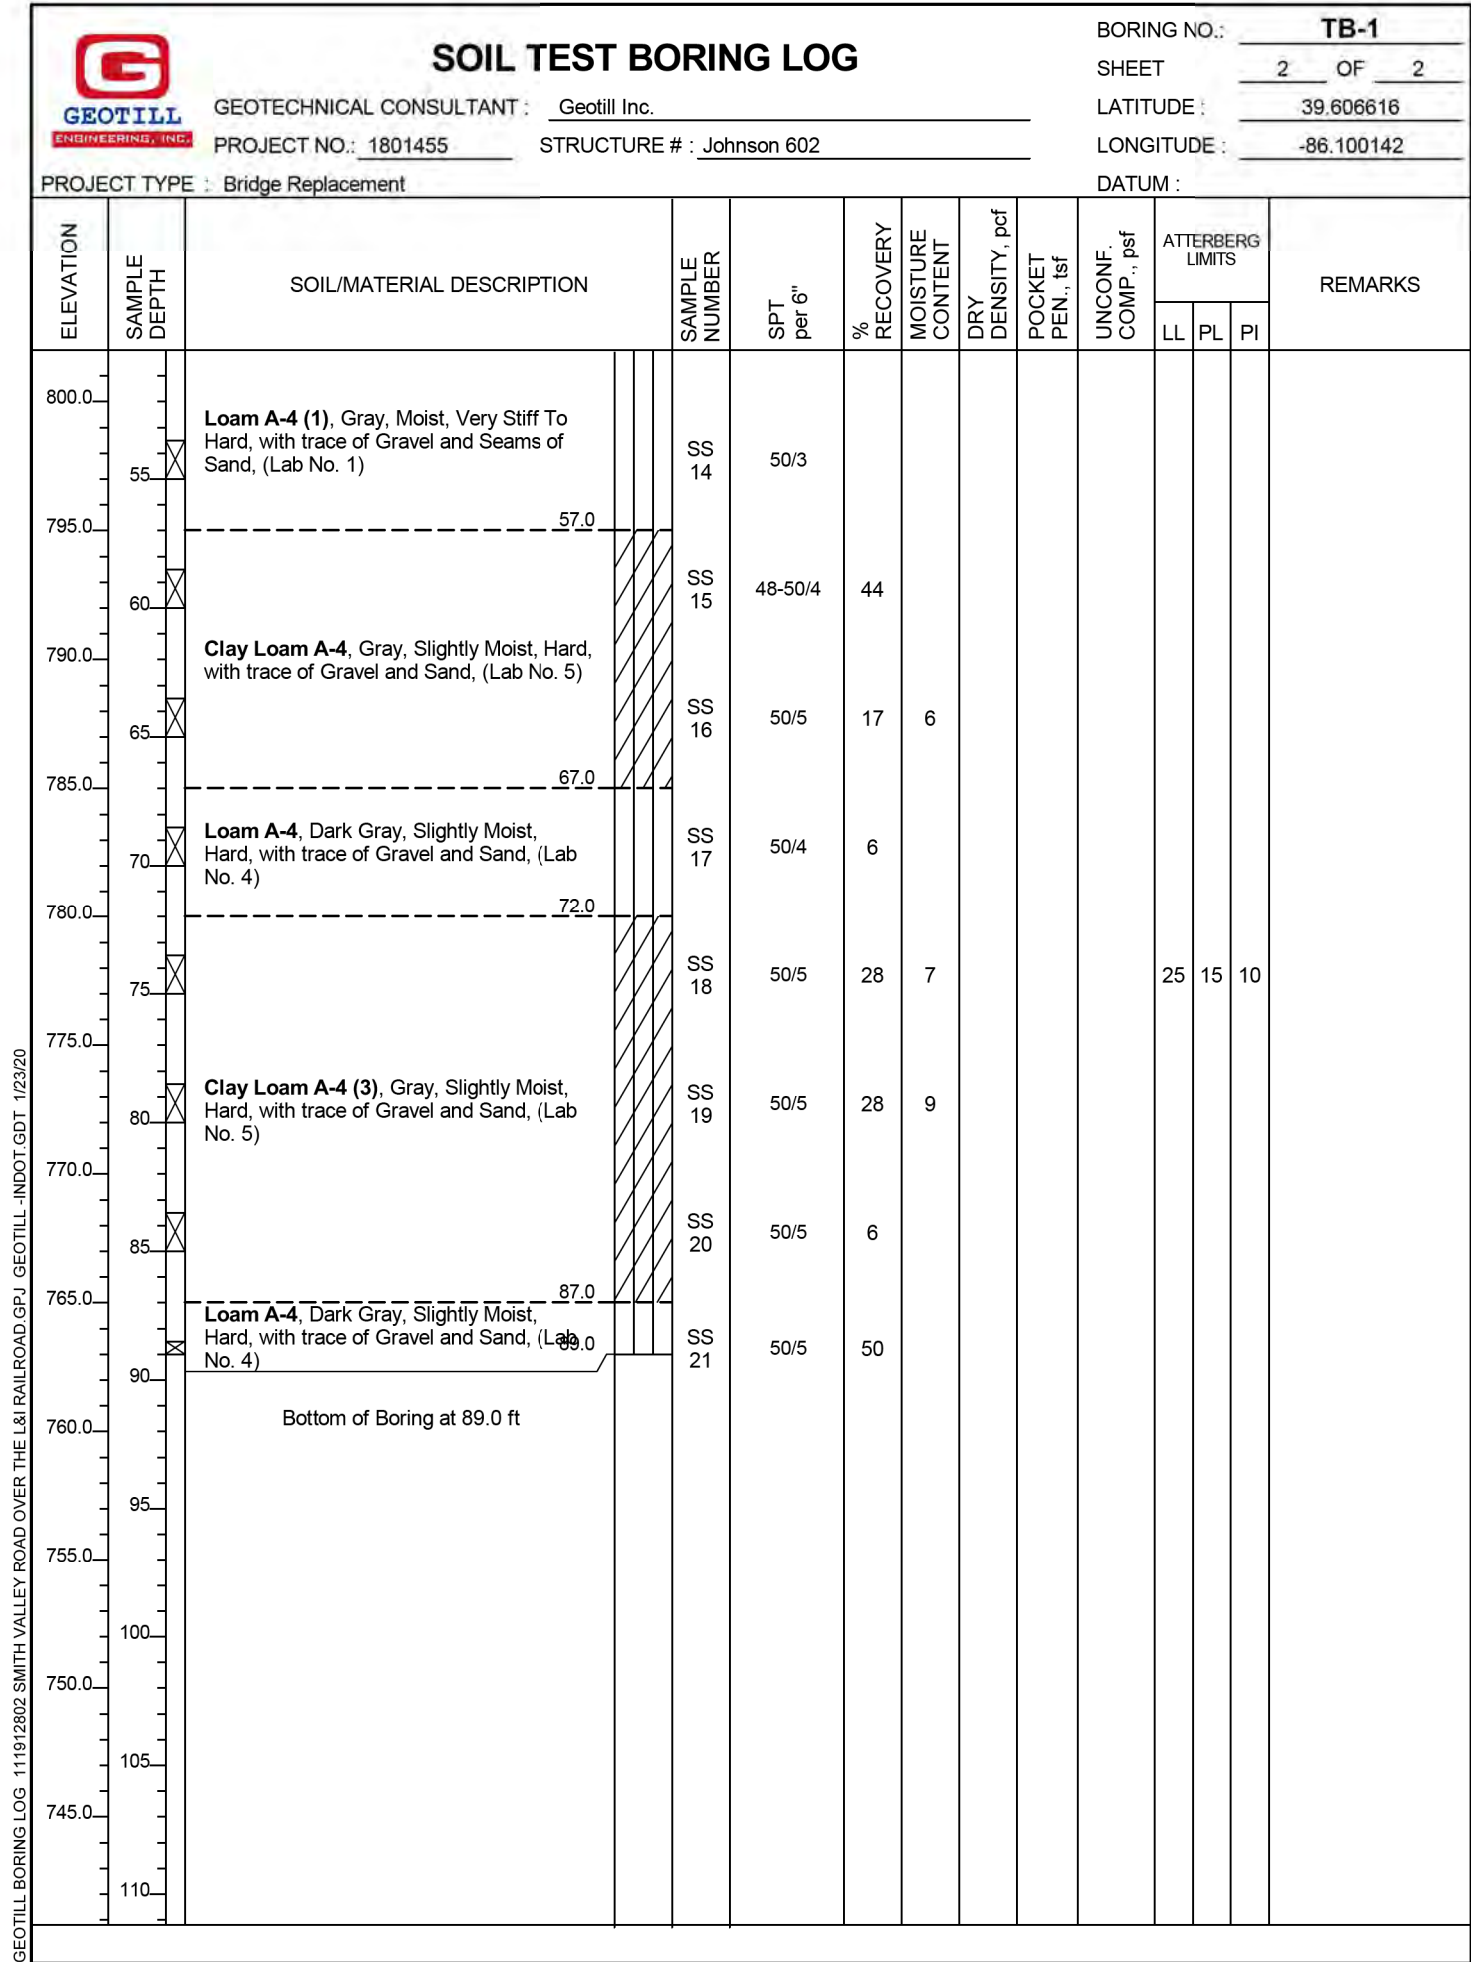 GEOTILL
ENGINEERING, INC.
SOIL TEST BORING LOG
GEOTECHNICAL CONSULTANT : Geotill Inc.
PROJECT NO.: 1801455 STRUCTURE # : Johnson 602
PROJECT TYPE : Bridge Replacement
BORING NO.: TB-1
SHEET 2 OF 2
LATITUDE : 39.606616
LONGITUDE : -86.100142
DATUM :
ELEVATION
SAMPLE DEPTH
SOIL/MATERIAL DESCRIPTION
SAMPLE NUMBER
SPT per 6"
% RECOVERY
MOISTURE CONTENT
DRY DENSITY, pcf
POCKET PEN., tsf
UNCONF. COMP., psf
ATTERBERG LIMITS
LL PL PI
REMARKS
800.0
Loam A-4 (1), Gray, Moist, Very Stiff To
Hard, with trace of Gravel and Seams of
Sand, (Lab No. 1)
55
SS 14 50/3
57.0
795.0
60
SS 15 48-50/4 44
790.0
Clay Loam A-4, Gray, Slightly Moist, Hard,
with trace of Gravel and Sand, (Lab No. 5)
65
SS 16 50/5 17 6
67.0
785.0
Loam A-4, Dark Gray, Slightly Moist,
Hard, with trace of Gravel and Sand, (Lab
No. 4)
70
SS 17 50/4 6
72.0
780.0
75
SS 18 50/5 28 7 25 15 10
775.0
Clay Loam A-4 (3), Gray, Slightly Moist,
Hard, with trace of Gravel and Sand, (Lab
No. 5)
80
SS 19 50/5 28 9
770.0
85
SS 20 50/5 6
87.0
765.0
Loam A-4, Dark Gray, Slightly Moist,
Hard, with trace of Gravel and Sand, (Lab
No. 4)
89.0
SS 21 50/5 50
90
Bottom of Boring at 89.0 ft
760.0
95
755.0
100
750.0
105
745.0
110
GEOTILL BORING LOG 111912802 SMITH VALLEY ROAD OVER THE L&I RAILROAD.GPJ GEOTILL -INDOT.GDT 1/23/20